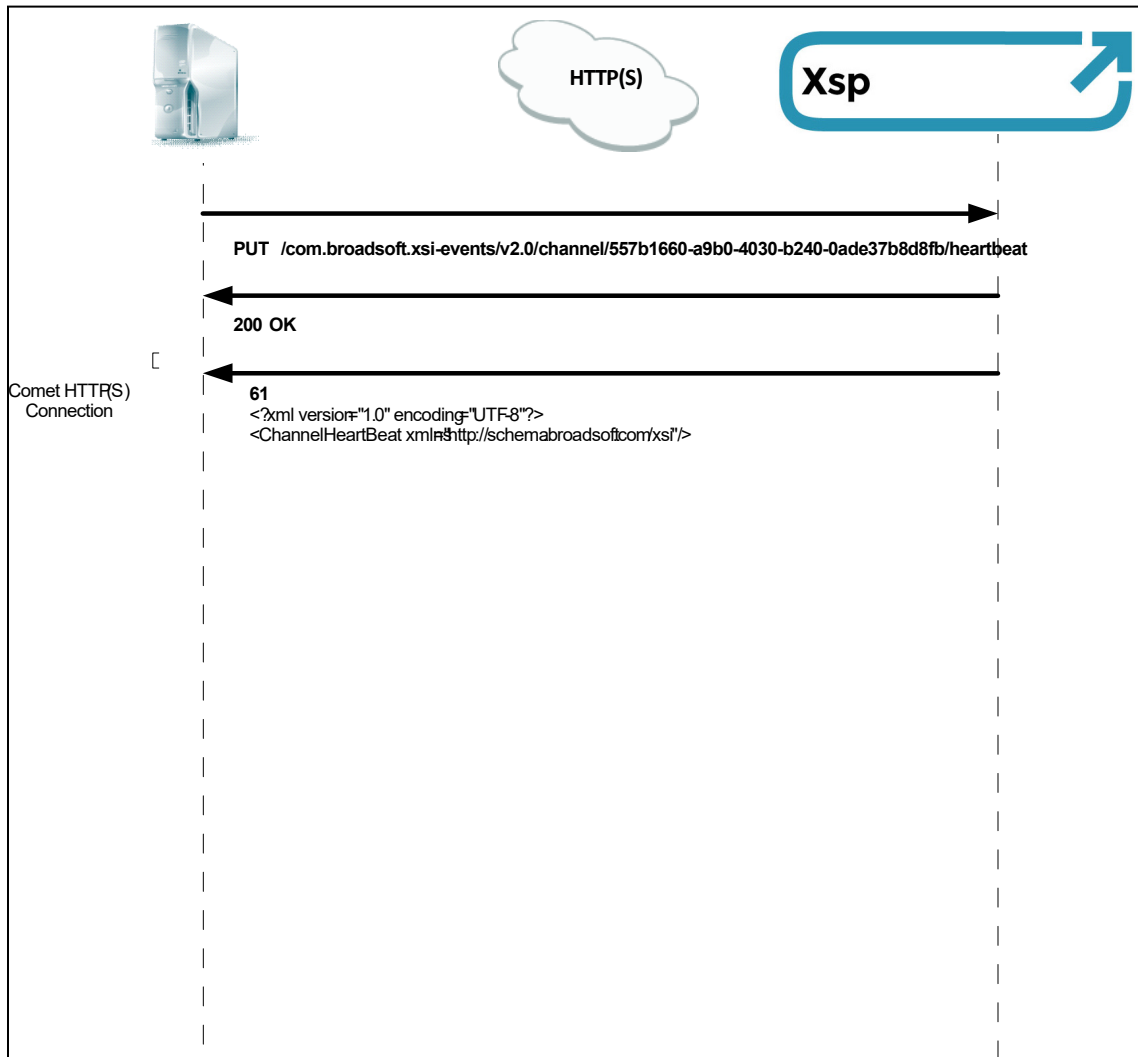 HTTP(S)
Xsp
PUT /com.broadsoft.xsi-events/v2.0/channel/557b1660-a9b0-4030-b240-0ade37b8d8fb/heartbeat
200 OK
Comet HTTP(S)
Connection
61
<?xml version="1.0" encoding="UTF-8"?>
<ChannelHeartBeat xmlns="http://schema.broadsoft.com/xsi"/>